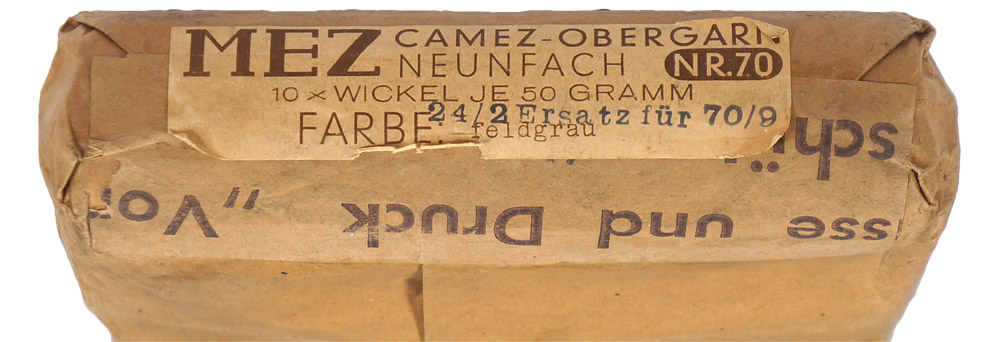 MEZ CAMEZ-OBERGARN
NEUNFACH NR.70
10 x WICKEL JE 50 GRAMM
24/2 Ersatz für 70/9
FARBE: feldgrau
sse und Druck „Vor
schü